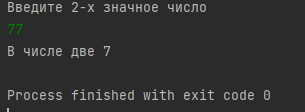 Введите 2-х значное число
77
В числе две 7
Process finished with exit code 0